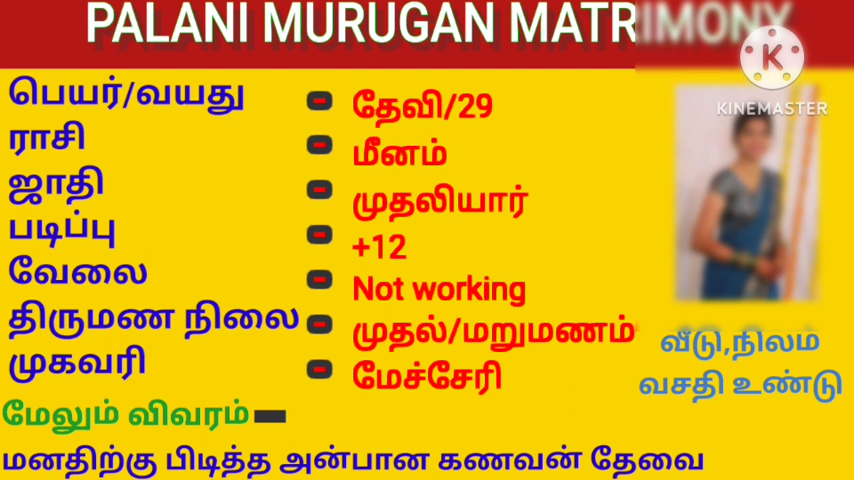 PALANI MURUGAN MATRIMONY
KINEMASTER
பெயர்/வயது - தேவி/29
ராசி - மீனம்
ஜாதி - முதலியார்
படிப்பு - +12
வேலை - Not working
திருமண நிலை - முதல்/மறுமணம்
முகவரி - மேச்சேரி
வீடு,நிலம்
வசதி உண்டு
மேலும் விவரம் -
மனதிற்கு பிடித்த அன்பான கணவன் தேவை